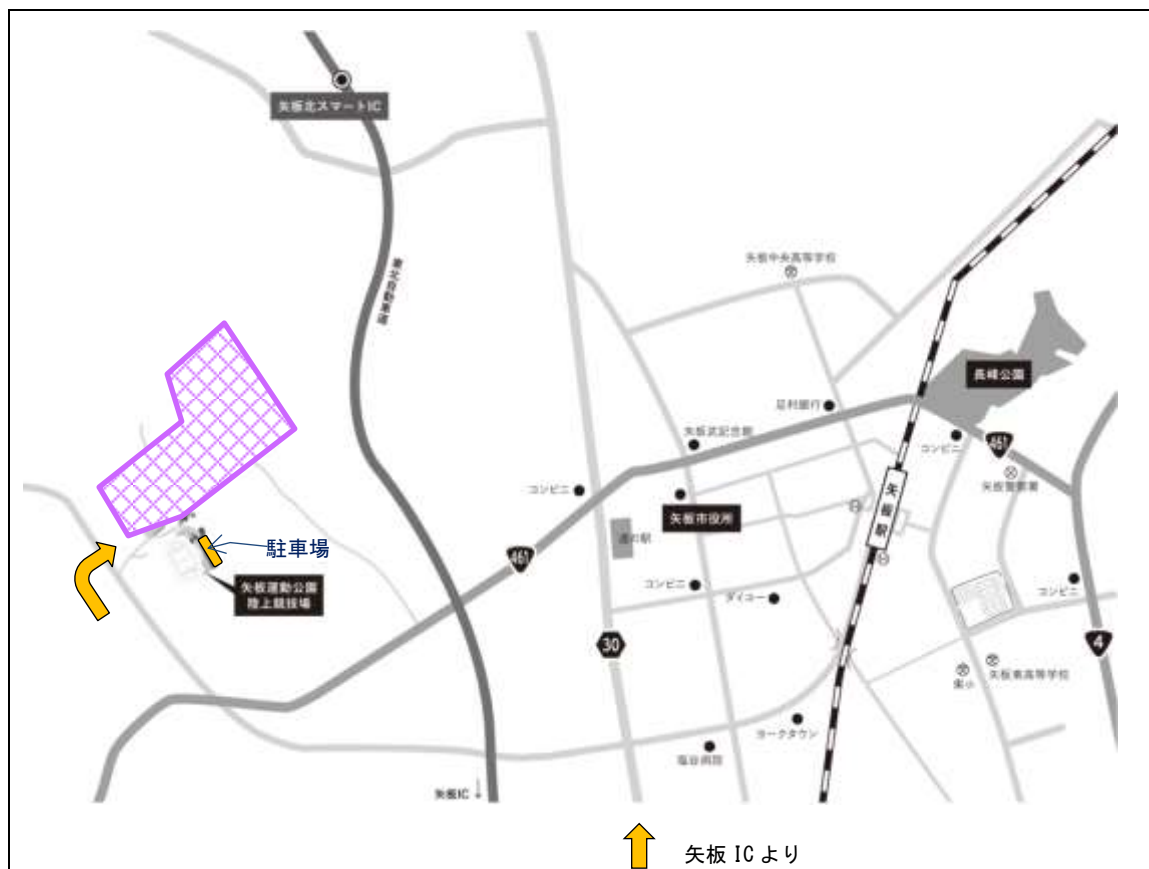 矢板北スマートIC
東北自動車道
矢板中央高等学校
長峰公園
足利銀行
矢板武記念館
コンビニ
461
矢板警察署
コンビニ
矢板市役所
道の駅
矢板駅
461
駐車場
矢板運動公園
陸上競技場
コンビニ
ダイユー
コンビニ
30
4
東小
矢板東高等学校
ヨークタウン
塩谷病院
矢板IC↓
矢板 IC より